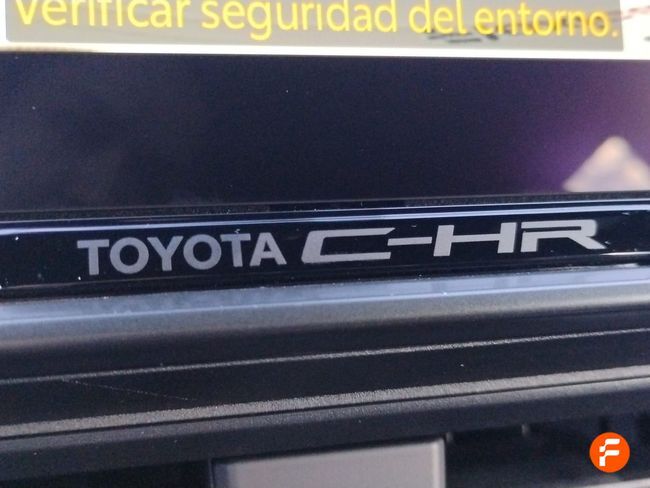 verificar seguridad del entorno.
TOYOTA C-HR